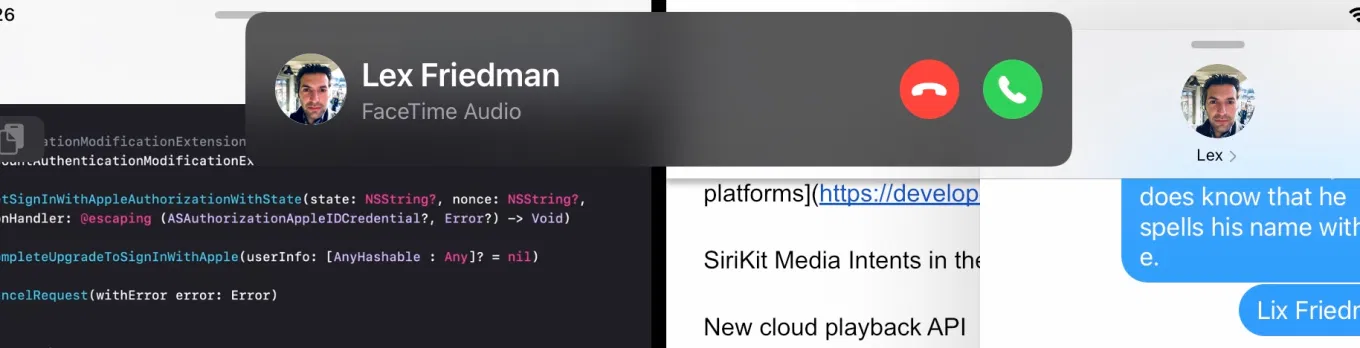 26
Lex Friedman
FaceTime Audio
ationModificationExtension
ountAuthenticationModificationEx
tSignInWithAppleAuthorizationWithState(state: NSString?, nonce: NSString?,
onHandler: @escaping (ASAuthorizationAppleIDCredential?, Error?) -> Void)
mpleteUpgradeToSignInWithApple(userInfo: [AnyHashable : Any]? = nil)
ncelRequest(withError error: Error)
platforms](https://develop
SiriKit Media Intents in the
New cloud playback API
Lex
does know that he
spells his name with
e.
Lix Friedm